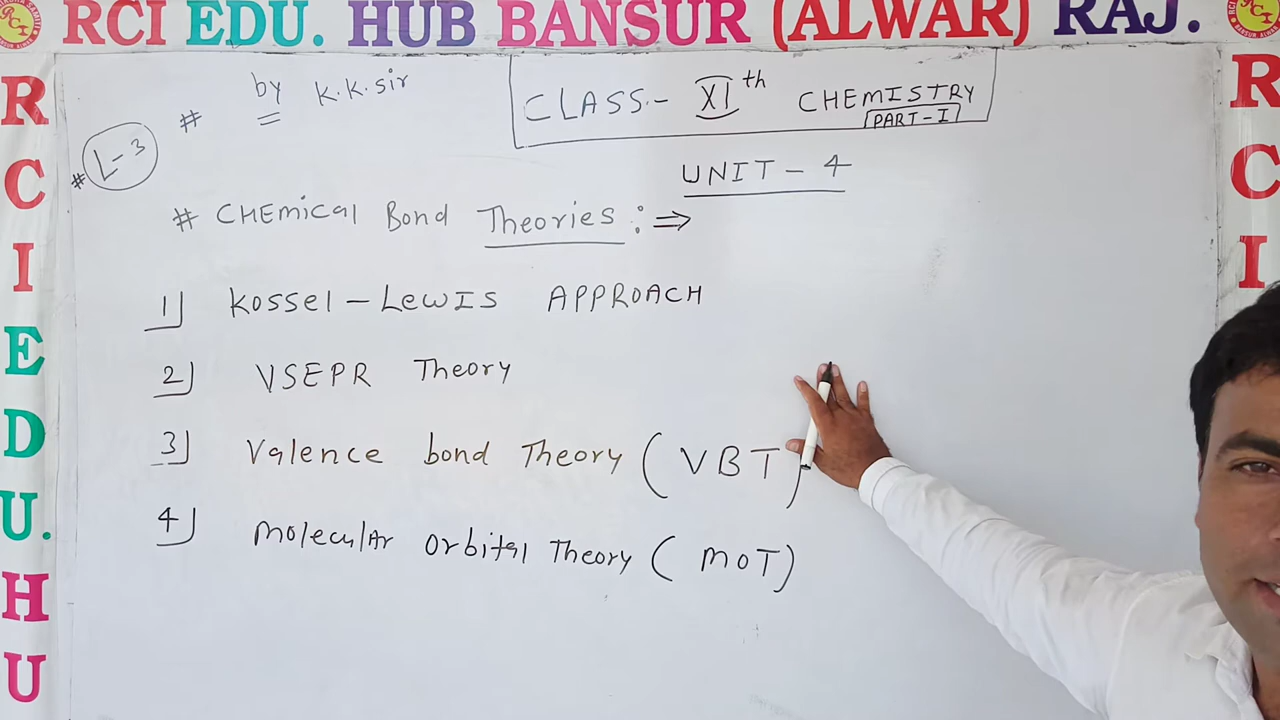 RCI EDU. HUB BANSUR (ALWAR) RAJ.
# by K.K.Sir
CLASS:- XIth CHEMISTRY
PART-I
# L-3
UNIT-4
# CHEMICAL Bond Theories :⇒
1) Kossel-LEWIS APPROACH
2) VSEPR Theory
3) Valence bond Theory (VBT)
4) Molecular Orbital Theory (MOT)
R
C
I
E
D
U.
H
U
R
C
I